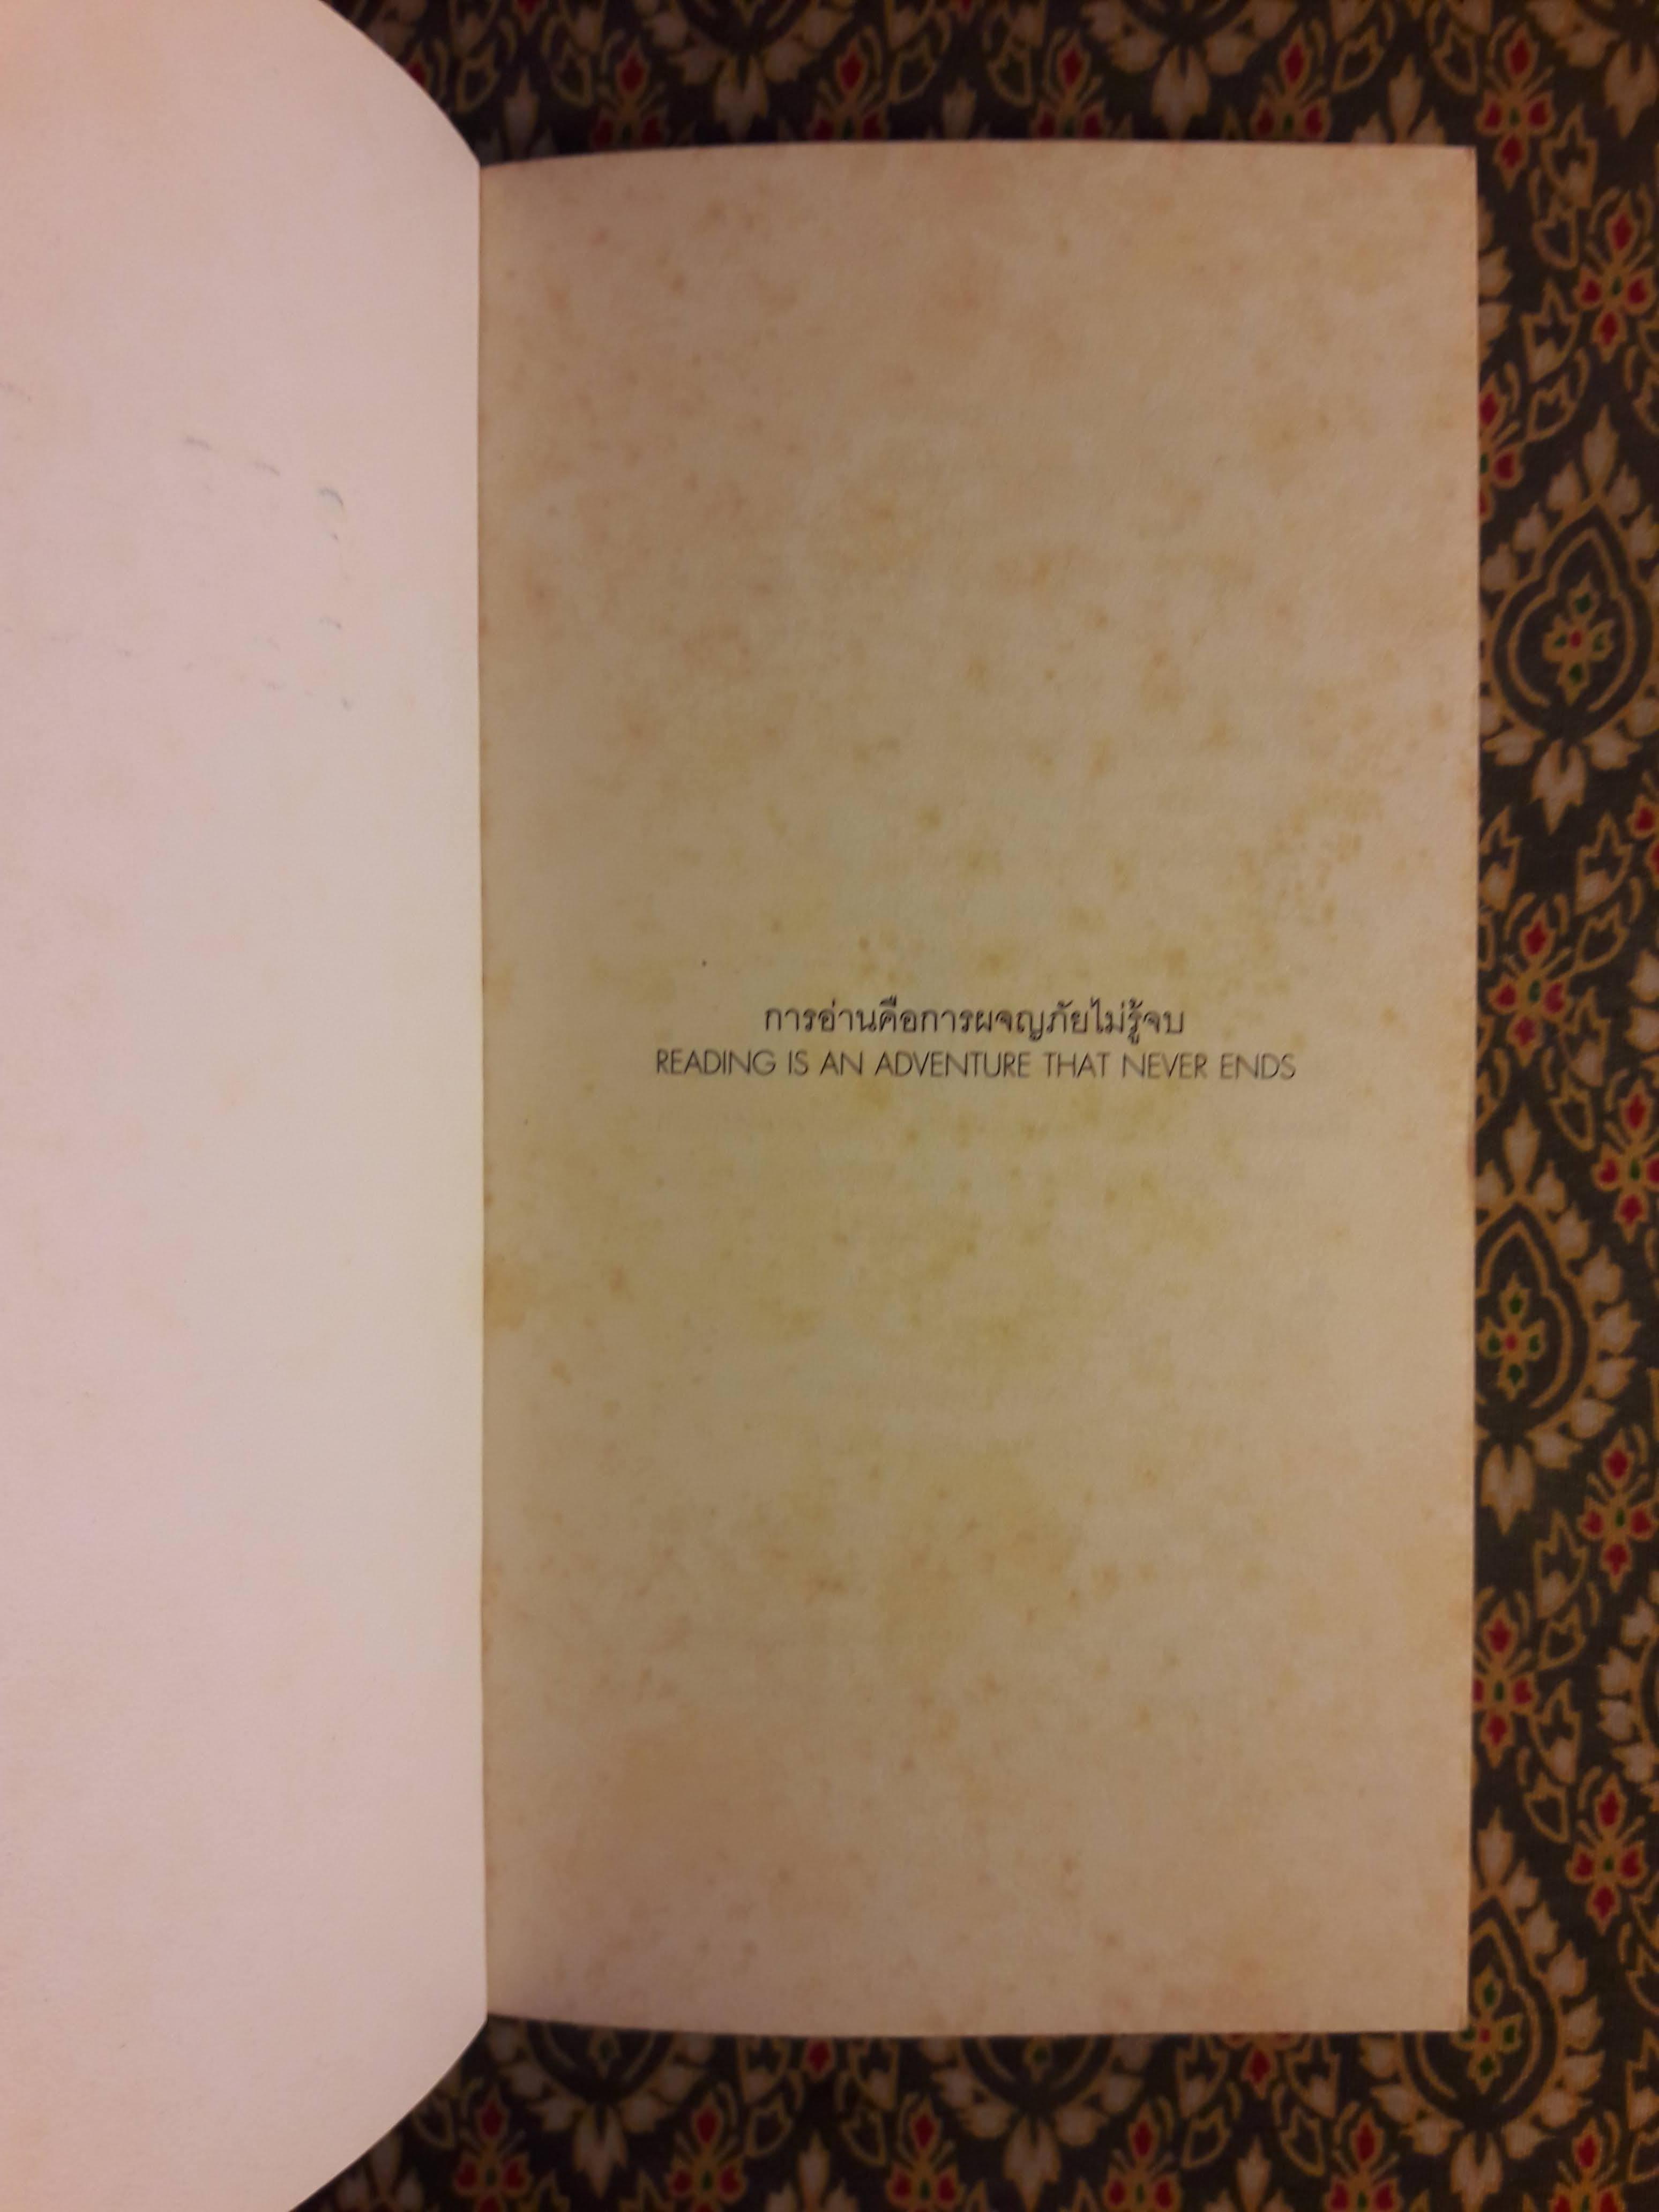 การอ่านคือการผจญภัยไม่รู้จบ
READING IS AN ADVENTURE THAT NEVER ENDS